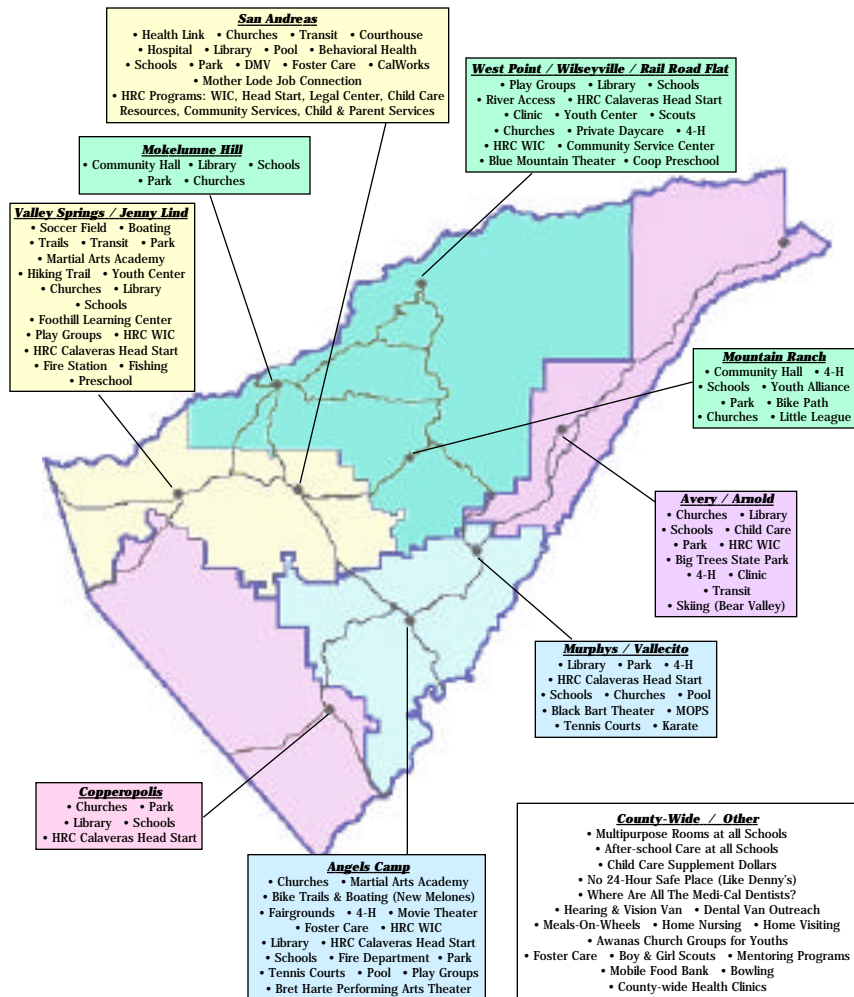 San Andreas
• Health Link • Churches • Transit • Courthouse
• Hospital • Library • Pool • Behavioral Health
• Schools • Park • DMV • Foster Care • CalWorks
• Mother Lode Job Connection
• HRC Programs: WIC, Head Start, Legal Center, Child Care
Resources, Community Services, Child & Parent Services
West Point / Wilseyville / Rail Road Flat
• Play Groups • Library • Schools
• River Access • HRC Calaveras Head Start
• Clinic • Youth Center • Scouts
• Churches • Private Daycare • 4-H
• HRC WIC • Community Service Center
• Blue Mountain Theater • Coop Preschool
Mokelumne Hill
• Community Hall • Library • Schools
• Park • Churches
Valley Springs / Jenny Lind
• Soccer Field • Boating
• Trails • Transit • Park
• Martial Arts Academy
• Hiking Trail • Youth Center
• Churches • Library
• Schools
• Foothill Learning Center
• Play Groups • HRC WIC
• HRC Calaveras Head Start
• Fire Station • Fishing
• Preschool
Mountain Ranch
• Community Hall • 4-H
• Schools • Youth Alliance
• Park • Bike Path
• Churches • Little League
Avery / Arnold
• Churches • Library
• Schools • Child Care
• Park • HRC WIC
• Big Trees State Park
• 4-H • Clinic
• Transit
• Skiing (Bear Valley)
Murphys / Vallecito
• Library • Park • 4-H
• HRC Calaveras Head Start
• Schools • Churches • Pool
• Black Bart Theater • MOPS
• Tennis Courts • Karate
Copperopolis
• Churches • Park
• Library • Schools
• HRC Calaveras Head Start
Angels Camp
• Churches • Martial Arts Academy
• Bike Trails & Boating (New Melones)
• Fairgrounds • 4-H • Movie Theater
• Foster Care • HRC WIC
• Library • HRC Calaveras Head Start
• Schools • Fire Department • Park
• Tennis Courts • Pool • Play Groups
• Bret Harte Performing Arts Theater
County-Wide / Other
• Multipurpose Rooms at all Schools
• After-school Care at all Schools
• Child Care Supplement Dollars
• No 24-Hour Safe Place (Like Denny's)
• Where Are All The Medi-Cal Dentists?
• Hearing & Vision Van • Dental Van Outreach
• Meals-On-Wheels • Home Nursing • Home Visiting
• Awanas Church Groups for Youths
• Foster Care • Boy & Girl Scouts • Mentoring Programs
• Mobile Food Bank • Bowling
• County-wide Health Clinics